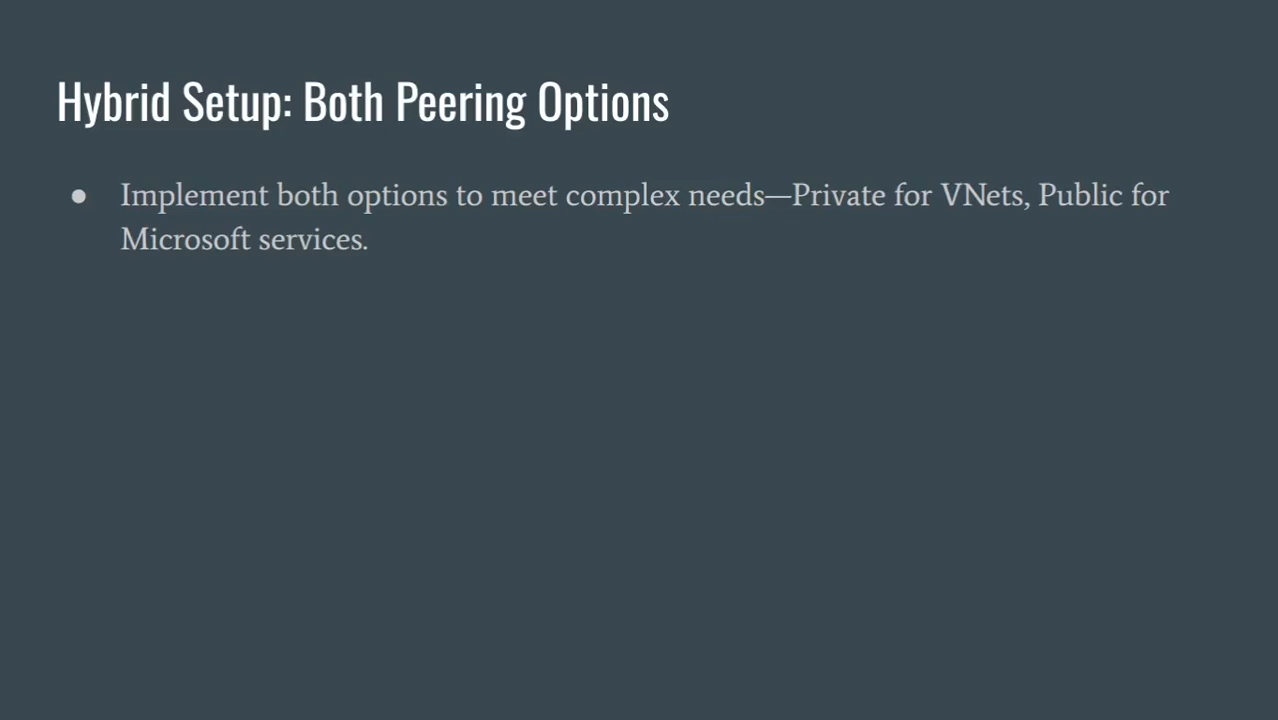 Hybrid Setup: Both Peering Options
● Implement both options to meet complex needs—Private for VNets, Public for
Microsoft services.